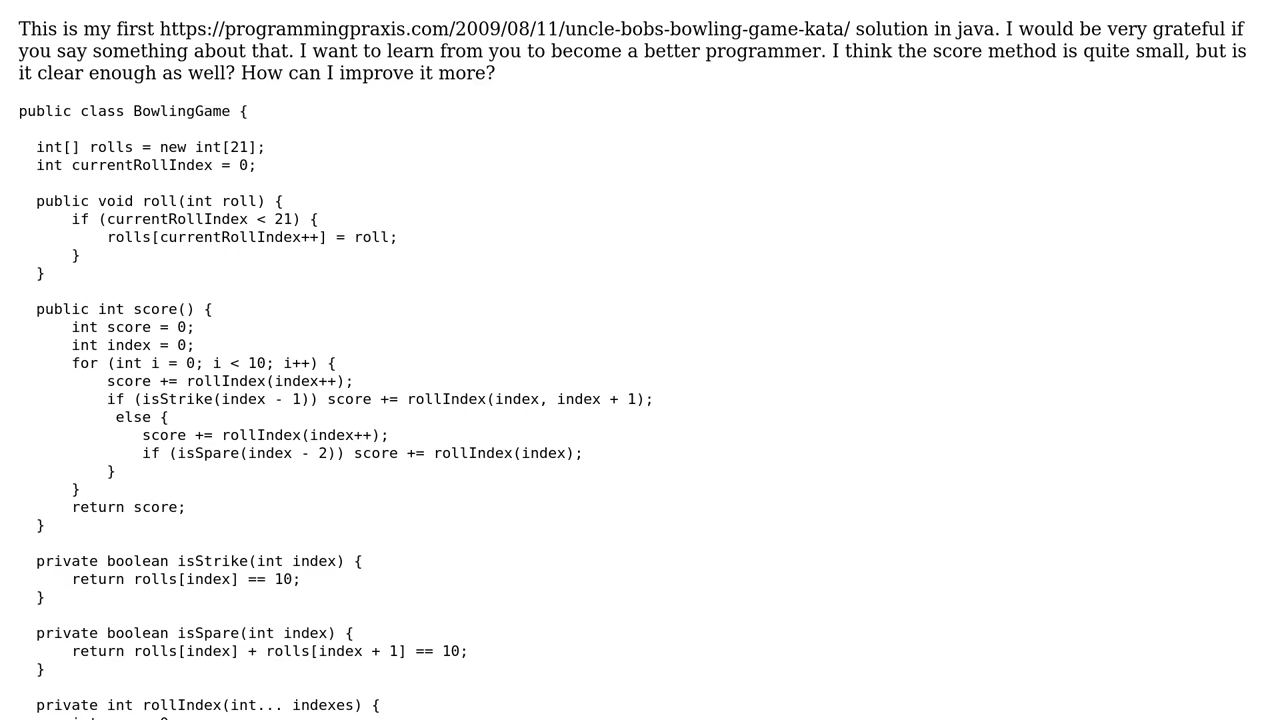 This is my first https://programmingpraxis.com/2009/08/11/uncle-bobs-bowling-game-kata/ solution in java. I would be very grateful if
you say something about that. I want to learn from you to become a better programmer. I think the score method is quite small, but is
it clear enough as well? How can I improve it more?
public class BowlingGame {
int[] rolls = new int[21];
int currentRollIndex = 0;
public void roll(int roll) {
if (currentRollIndex < 21) {
rolls[currentRollIndex++] = roll;
}
}
public int score() {
int score = 0;
int index = 0;
for (int i = 0; i < 10; i++) {
score += rollIndex(index++);
if (isStrike(index - 1)) score += rollIndex(index, index + 1);
else {
score += rollIndex(index++);
if (isSpare(index - 2)) score += rollIndex(index);
}
}
return score;
}
private boolean isStrike(int index) {
return rolls[index] == 10;
}
private boolean isSpare(int index) {
return rolls[index] + rolls[index + 1] == 10;
}
private int rollIndex(int... indexes) {